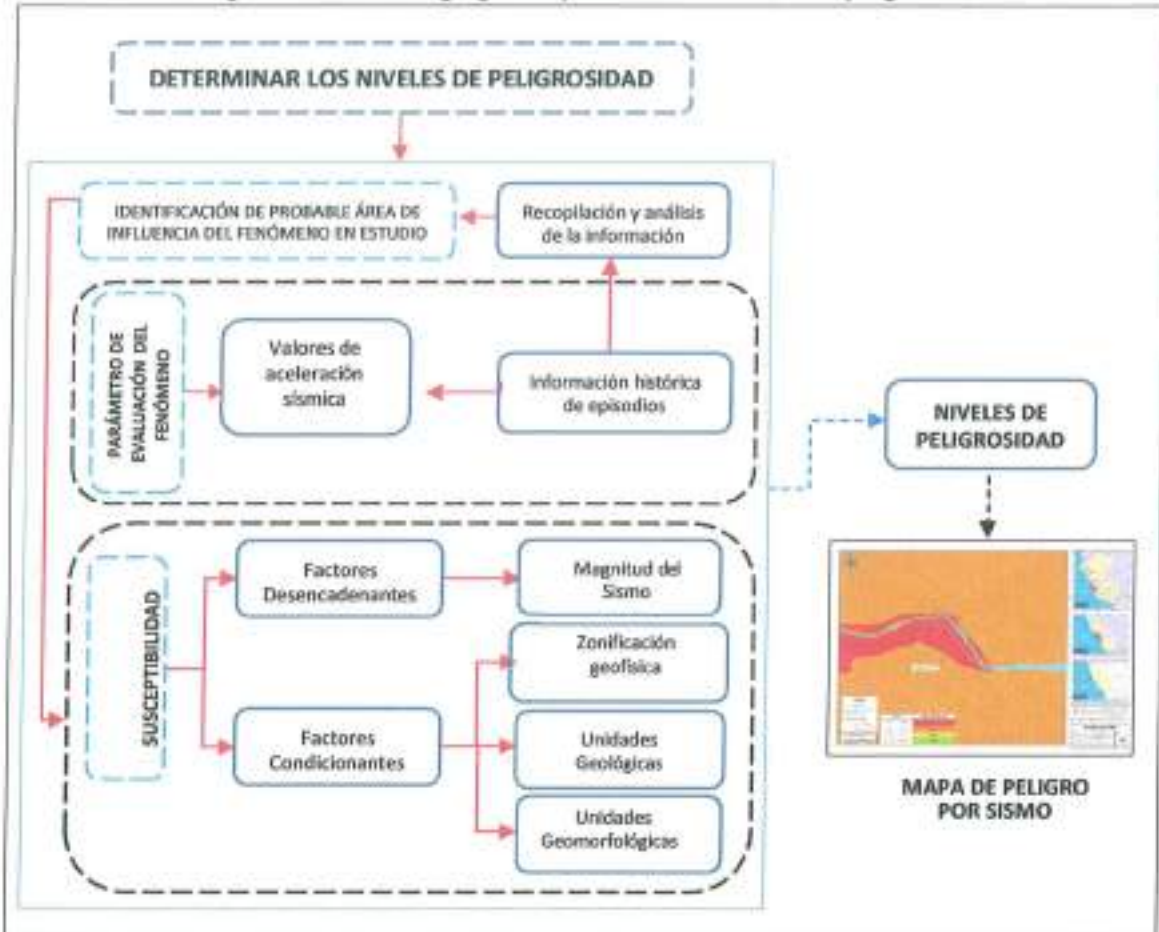 DETERMINAR LOS NIVELES DE PELIGROSIDAD
IDENTIFICACIÓN DE PROBABLE ÁREA DE
INFLUENCIA DEL FENÓMENO EN ESTUDIO
Recopilación y análisis
de la información
PARÁMETRO DE
EVALUACIÓN DEL
FENÓMENO
Valores de
aceleración
sísmica
Información histórica
de episodios
NIVELES DE
PELIGROSIDAD
SUSCEPTIBILIDAD
Factores
Desencadenantes
Magnitud del
Sismo
Zonificación
geofísica
Factores
Condicionantes
Unidades
Geológicas
Unidades
Geomorfológicas
MAPA DE PELIGRO
POR SISMO